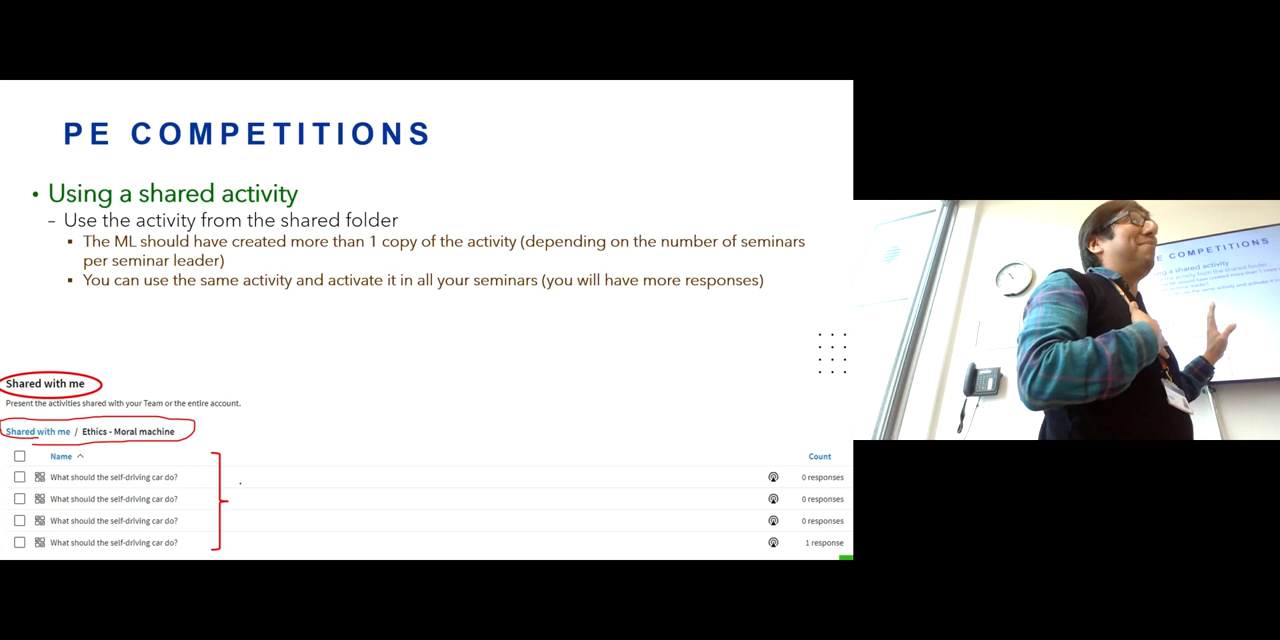 PE COMPETITIONS
• Using a shared activity
– Use the activity from the shared folder
▪ The ML should have created more than 1 copy of the activity (depending on the number of seminars
per seminar leader)
▪ You can use the same activity and activate it in all your seminars (you will have more responses)
Shared with me
Present the activities shared with your Team or the entire account.
Shared with me / Ethics - Moral machine
Name Count
What should the self-driving car do? 0 responses
What should the self-driving car do? 0 responses
What should the self-driving car do? 0 responses
What should the self-driving car do? 1 response
PE COMPETITIONS
shared activity